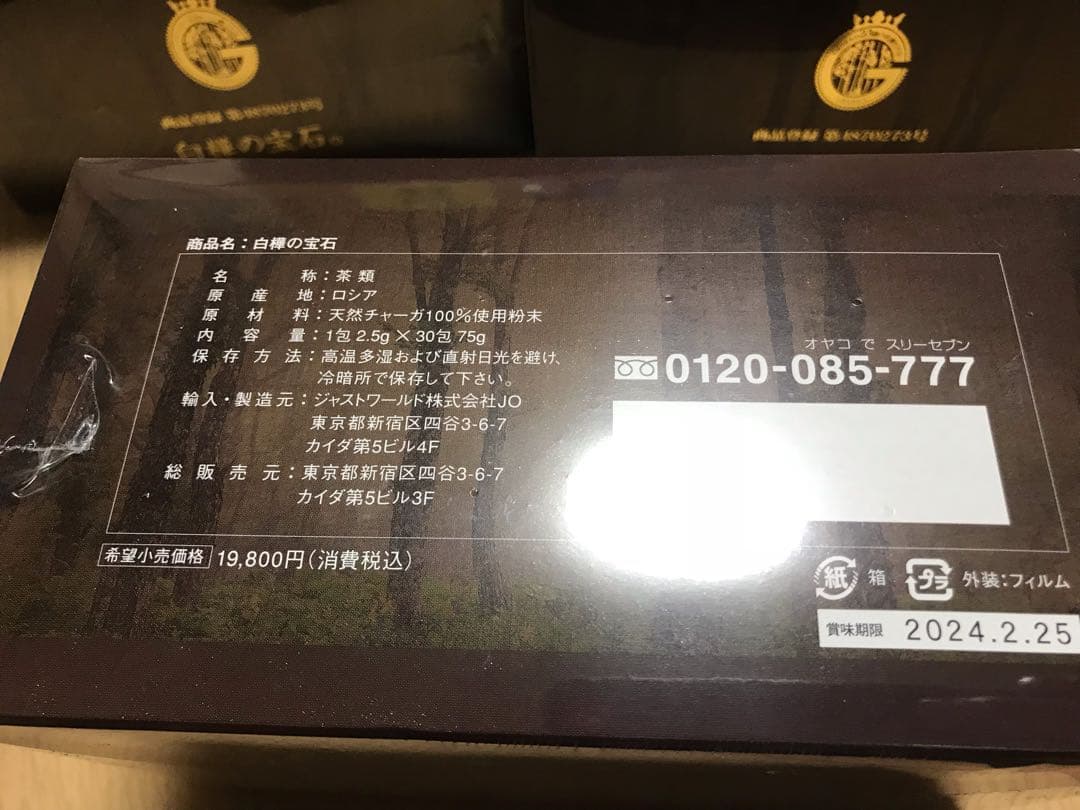 白樺の宝石。
商品名：白樺の宝石
名称：茶類
原産地：ロシア
原材料：天然チャーガ100%使用粉末
内容量：1包 2.5g×30包 75g
保存方法：高温多湿および直射日光を避け、
冷暗所で保存して下さい。
輸入・製造元：ジャストワールド株式会社JO
東京都新宿区四谷3-6-7
カイダ第5ビル4F
総販売元：東京都新宿区四谷3-6-7
カイダ第5ビル3F
オヤコ で スリーセブン
0120-085-777
希望小売価格 19,800円（消費税込）
紙 箱 プラ 外装：フィルム
賞味期限 2024.2.25